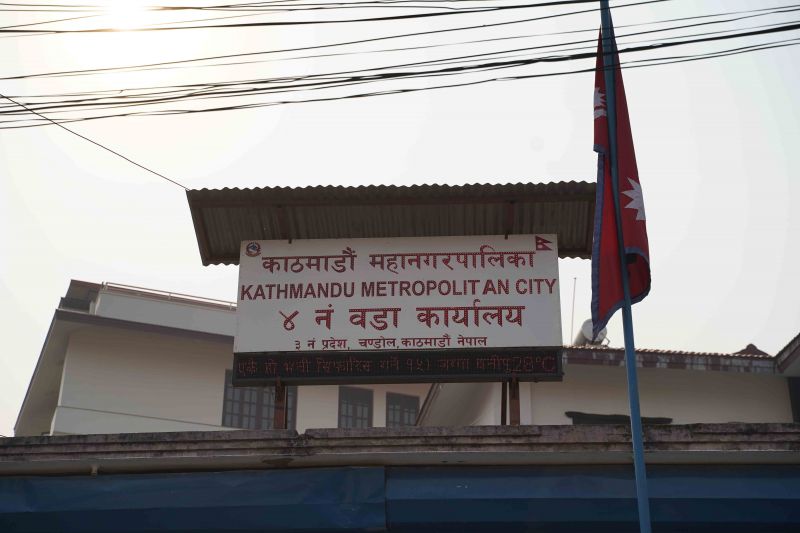 काठमाडौं महानगरपालिका
KATHMANDU METROPOLITAN CITY
४ नं वडा कार्यालय
३ नं प्रदेश, चण्डोल,काठमाडौं नेपाल
28°C